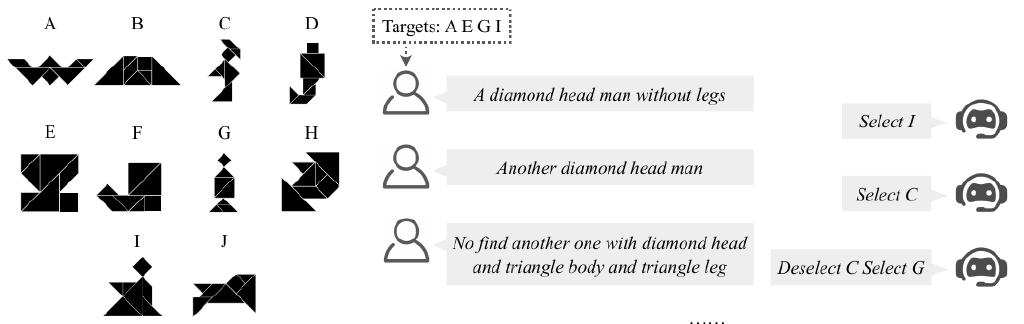 A B C D
E F G H
I J
Targets: A E G I
A diamond head man without legs
Select I
Another diamond head man
Select C
No find another one with diamond head
and triangle body and triangle leg
Deselect C Select G
......